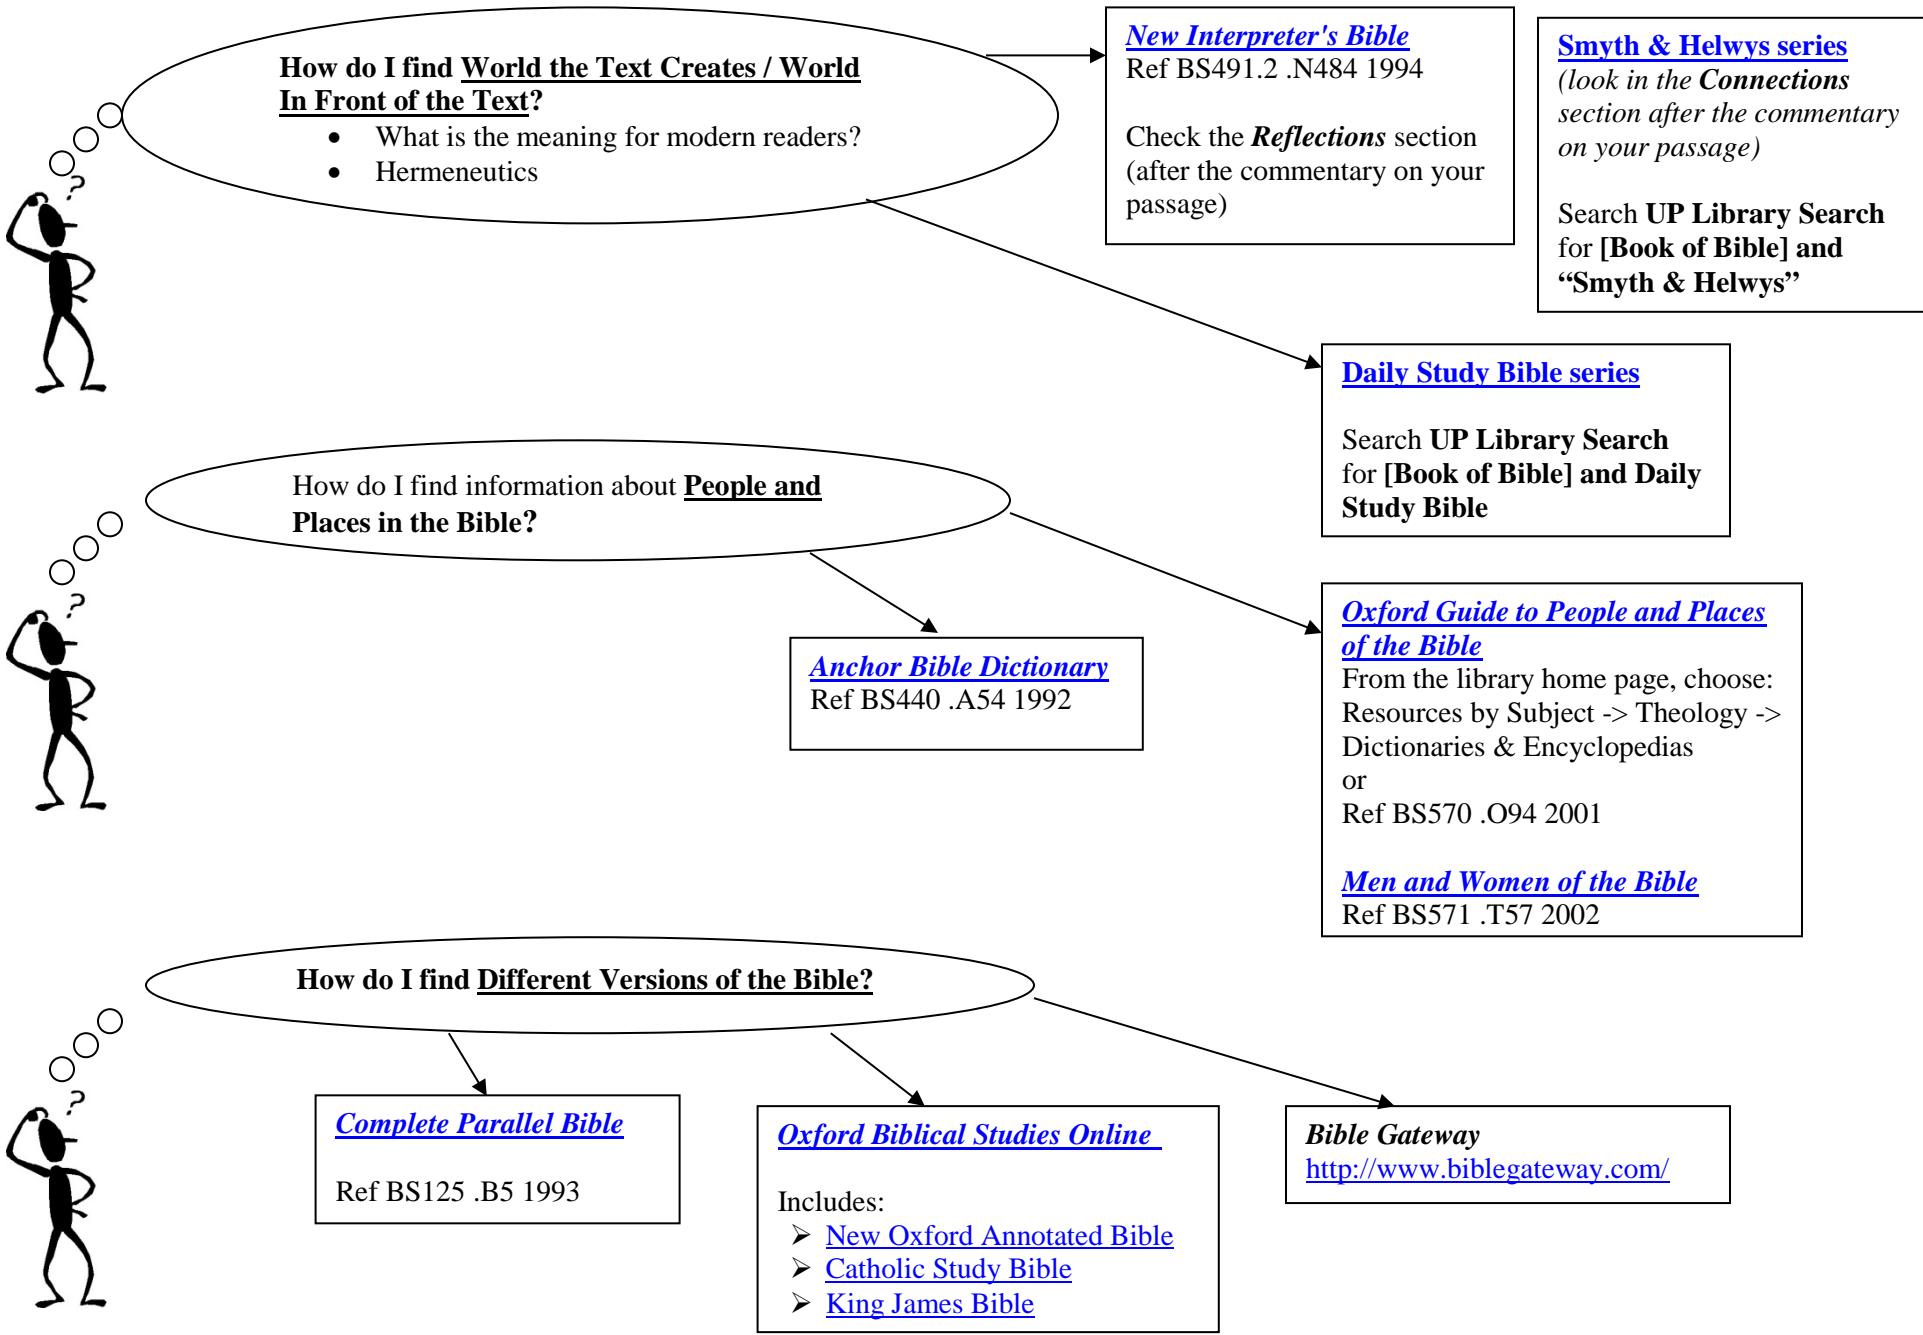 How do I find World the Text Creates / World
In Front of the Text?
• What is the meaning for modern readers?
• Hermeneutics
New Interpreter's Bible
Ref BS491.2 .N484 1994
Check the Reflections section
(after the commentary on your
passage)
Smyth & Helwys series
(look in the Connections
section after the commentary
on your passage)
Search UP Library Search
for [Book of Bible] and
“Smyth & Helwys”
?
Daily Study Bible series
Search UP Library Search
for [Book of Bible] and Daily
Study Bible
How do I find information about People and
Places in the Bible?
?
Anchor Bible Dictionary
Ref BS440 .A54 1992
Oxford Guide to People and Places
of the Bible
From the library home page, choose:
Resources by Subject -> Theology ->
Dictionaries & Encyclopedias
or
Ref BS570 .O94 2001
Men and Women of the Bible
Ref BS571 .T57 2002
How do I find Different Versions of the Bible?
?
Complete Parallel Bible
Ref BS125 .B5 1993
Oxford Biblical Studies Online
Includes:
➢ New Oxford Annotated Bible
➢ Catholic Study Bible
➢ King James Bible
Bible Gateway
http://www.biblegateway.com/